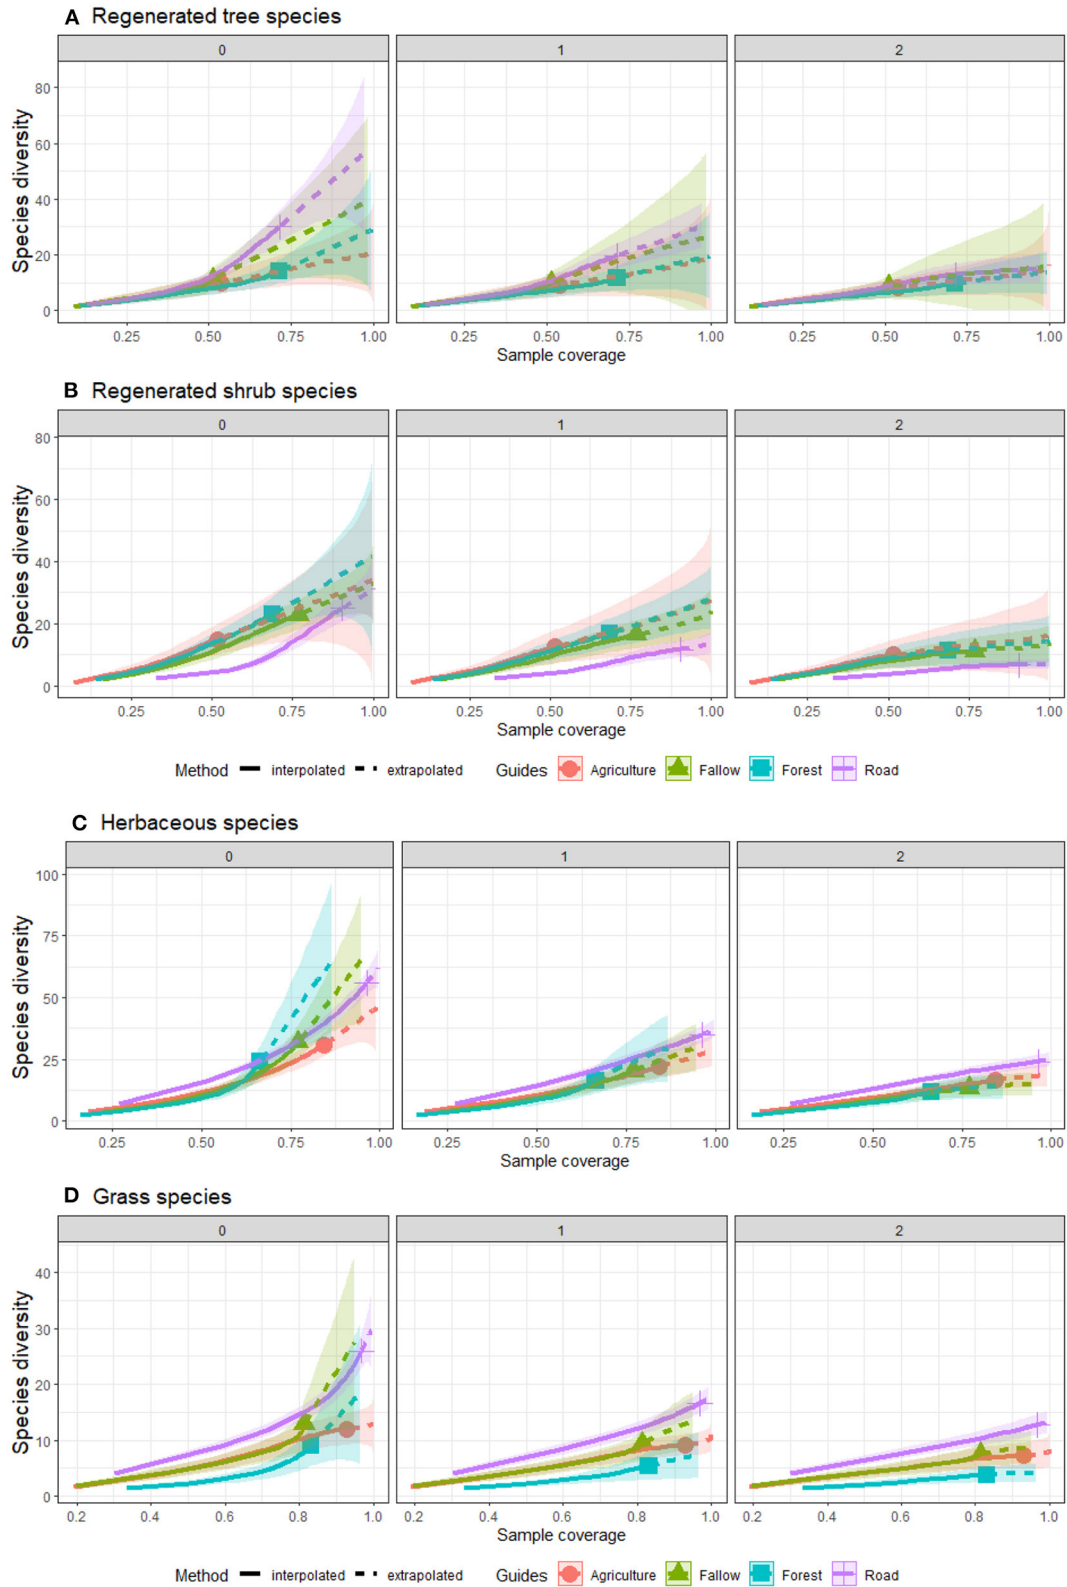 A Regenerated tree species
0 1 2
Species diversity
80
60
40
20
0
0.25 0.50 0.75 1.00 0.25 0.50 0.75 1.00 0.25 0.50 0.75 1.00
Sample coverage
B Regenerated shrub species
0 1 2
Species diversity
80
60
40
20
0
0.25 0.50 0.75 1.00 0.25 0.50 0.75 1.00 0.25 0.50 0.75 1.00
Sample coverage
Method interpolated extrapolated Guides Agriculture Fallow Forest Road
C Herbaceous species
0 1 2
Species diversity
100
75
50
25
0
0.25 0.50 0.75 1.00 0.25 0.50 0.75 1.00 0.25 0.50 0.75 1.00
Sample coverage
D Grass species
0 1 2
Species diversity
40
30
20
10
0
0.2 0.4 0.6 0.8 1.0 0.2 0.4 0.6 0.8 1.0 0.2 0.4 0.6 0.8 1.0
Sample coverage
Method interpolated extrapolated Guides Agriculture Fallow Forest Road